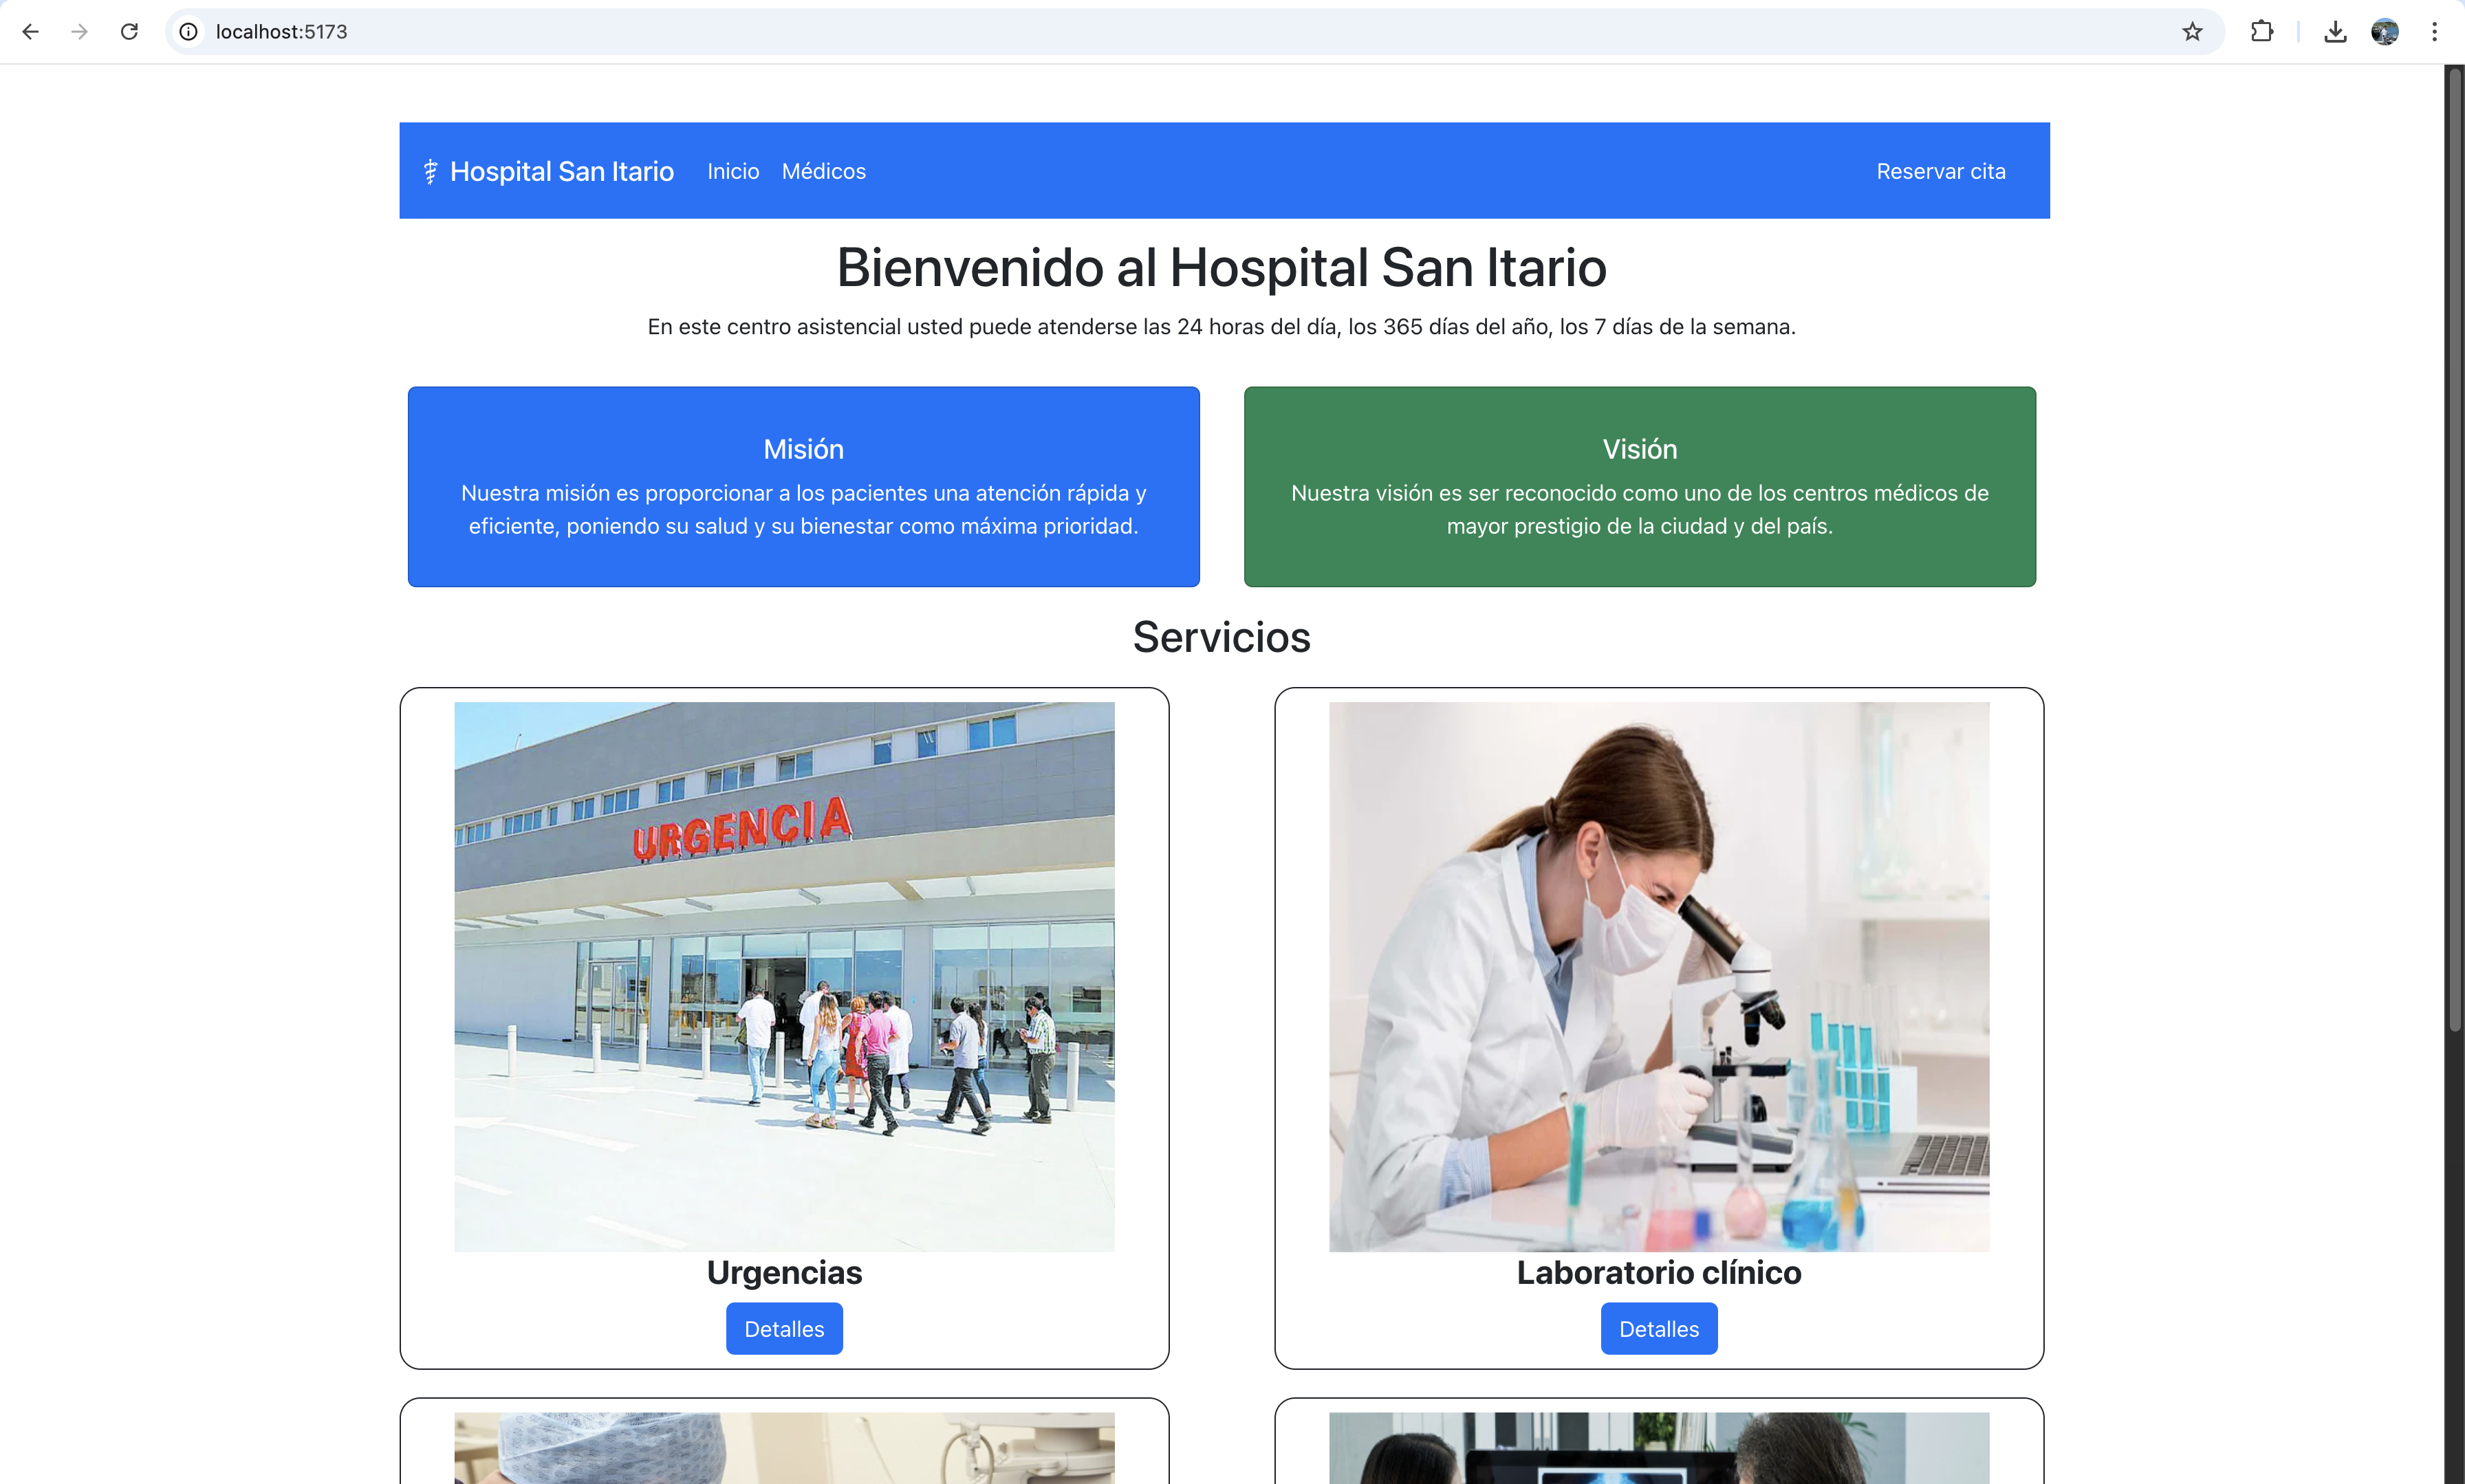 localhost:5173
Hospital San Itario Inicio Médicos Reservar cita
Bienvenido al Hospital San Itario
En este centro asistencial usted puede atenderse las 24 horas del día, los 365 días del año, los 7 días de la semana.
Misión
Nuestra misión es proporcionar a los pacientes una atención rápida y
eficiente, poniendo su salud y su bienestar como máxima prioridad.
Visión
Nuestra visión es ser reconocido como uno de los centros médicos de
mayor prestigio de la ciudad y del país.
Servicios
URGENCIA
Urgencias
Detalles
Laboratorio clínico
Detalles